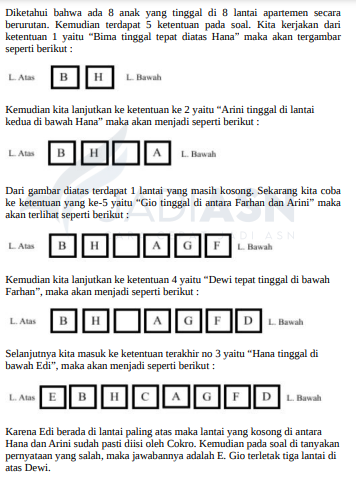 Diketahui bahwa ada 8 anak yang tinggal di 8 lantai apartemen secara
berurutan. Kemudian terdapat 5 ketentuan pada soal. Kita kerjakan dari
ketentuan 1 yaitu “Bima tinggal tepat diatas Hana” maka akan tergambar
seperti berikut :
L. Atas B H L. Bawah
Kemudian kita lanjutkan ke ketentuan ke 2 yaitu “Arini tinggal di lantai
kedua di bawah Hana” maka akan menjadi seperti berikut :
L. Atas B H A L. Bawah
Dari gambar diatas terdapat 1 lantai yang masih kosong. Sekarang kita coba
ke ketentuan yang ke-5 yaitu “Gio tinggal di antara Farhan dan Arini” maka
akan terlihat seperti berikut :
JADIASN
L. Atas B H A G F L. Bawah
Kemudian kita lanjutkan ketentuan 4 yaitu “Dewi tepat tinggal di bawah
Farhan”, maka akan menjadi seperti berikut :
L. Atas B H A G F D L. Bawah
Selanjutnya kita masuk ke ketentuan terakhir no 3 yaitu “Hana tinggal di
bawah Edi”, maka akan menjadi seperti berikut :
L. Atas E B H C A G F D L. Bawah
Karena Edi berada di lantai paling atas maka lantai yang kosong di antara
Hana dan Arini sudah pasti diisi oleh Cokro. Kemudian pada soal di tanyakan
pernyataan yang salah, maka jawabannya adalah E. Gio terletak tiga lantai di
atas Dewi.